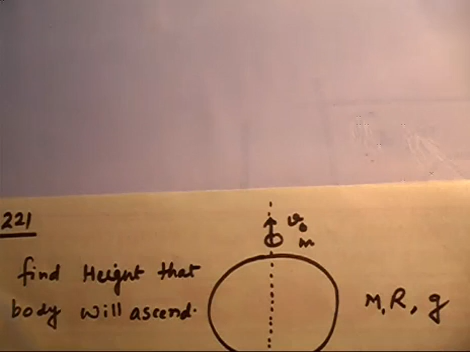 221
v₀
m
find Height that
body will ascend.
M, R, g